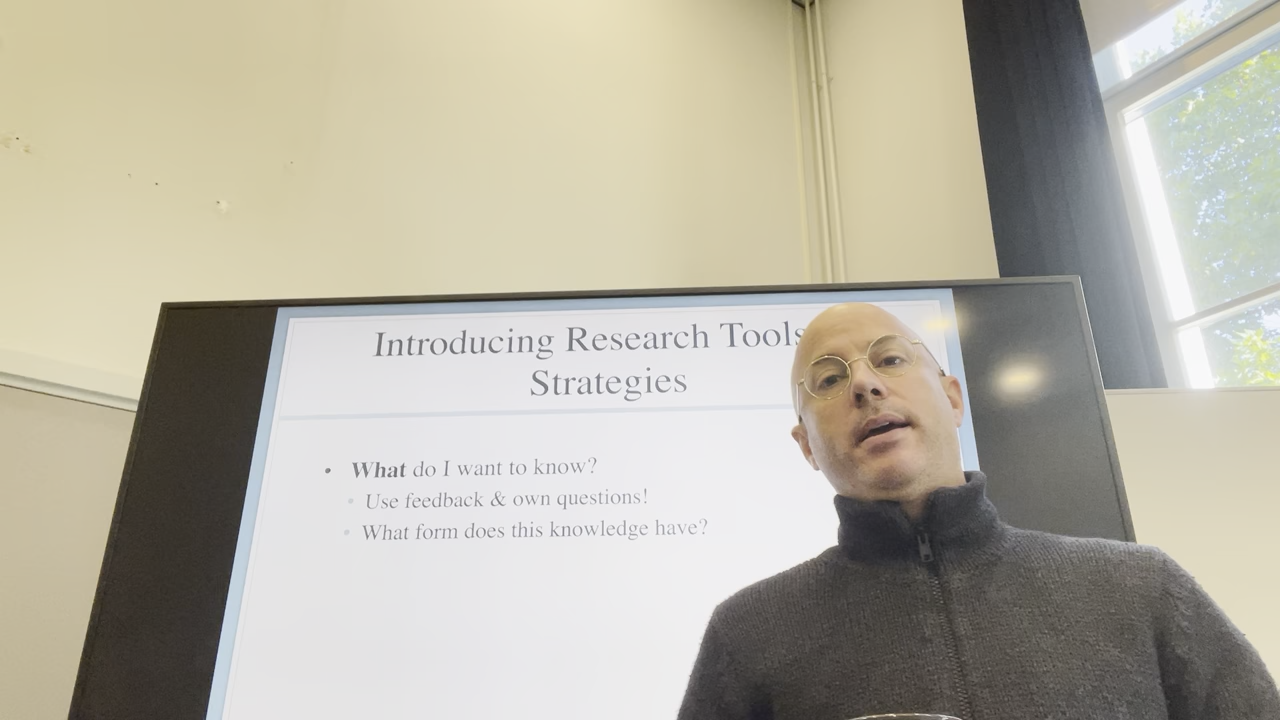 Introducing Research Tools
Strategies
• What do I want to know?
• Use feedback & own questions!
• What form does this knowledge have?